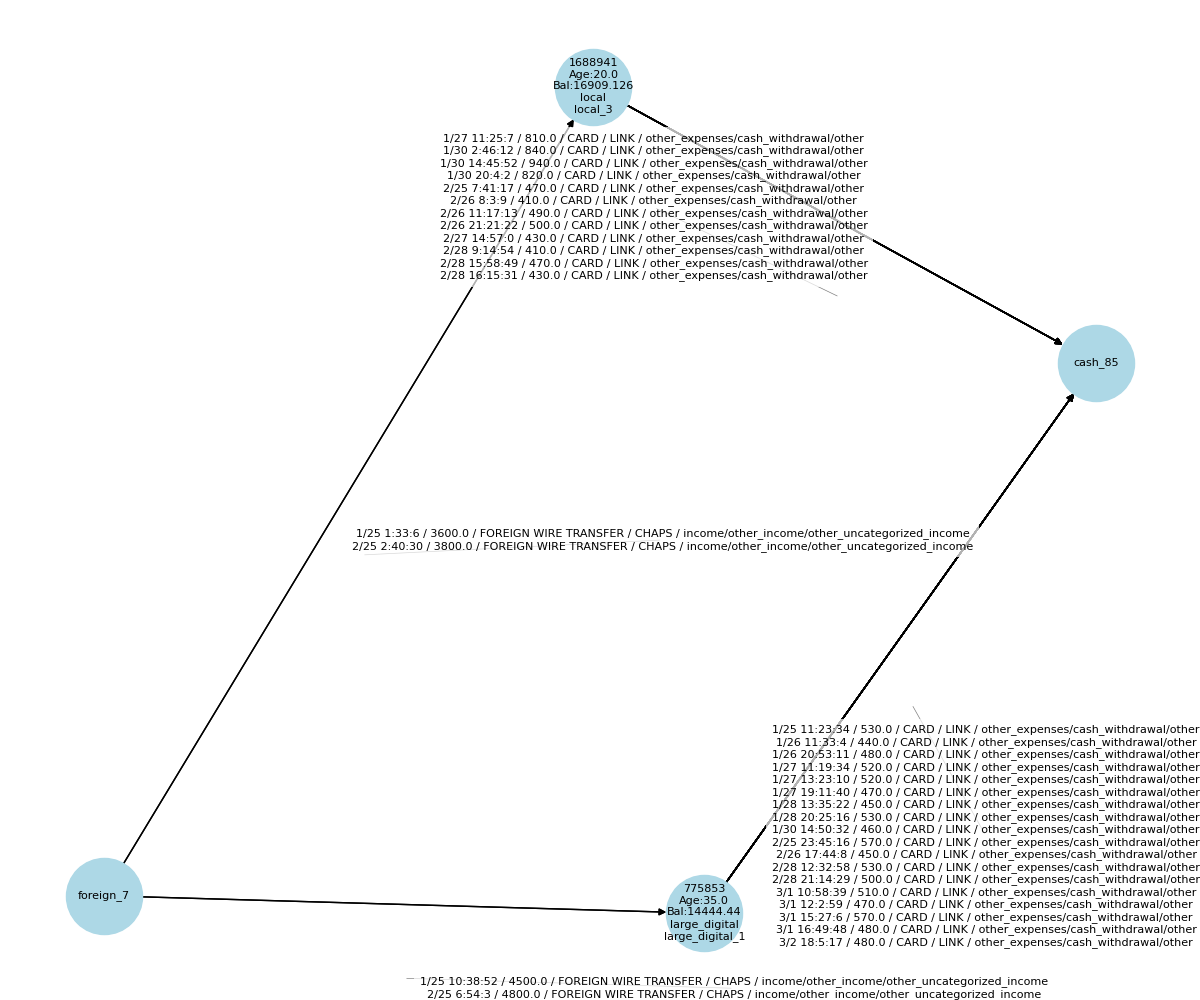 1688941
Age:20.0
Bal:16909.126
local
local_3
1/27 11:25:7 / 810.0 / CARD / LINK / other_expenses/cash_withdrawal/other
1/30 2:46:12 / 840.0 / CARD / LINK / other_expenses/cash_withdrawal/other
1/30 14:45:52 / 940.0 / CARD / LINK / other_expenses/cash_withdrawal/other
1/30 20:4:2 / 820.0 / CARD / LINK / other_expenses/cash_withdrawal/other
2/25 7:41:17 / 470.0 / CARD / LINK / other_expenses/cash_withdrawal/other
2/26 8:3:9 / 410.0 / CARD / LINK / other_expenses/cash_withdrawal/other
2/26 11:17:13 / 490.0 / CARD / LINK / other_expenses/cash_withdrawal/other
2/26 21:21:22 / 500.0 / CARD / LINK / other_expenses/cash_withdrawal/other
2/27 14:57:0 / 430.0 / CARD / LINK / other_expenses/cash_withdrawal/other
2/28 9:14:54 / 410.0 / CARD / LINK / other_expenses/cash_withdrawal/other
2/28 15:58:49 / 470.0 / CARD / LINK / other_expenses/cash_withdrawal/other
2/28 16:15:31 / 430.0 / CARD / LINK / other_expenses/cash_withdrawal/other
cash_85
1/25 1:33:6 / 3600.0 / FOREIGN WIRE TRANSFER / CHAPS / income/other_income/other_uncategorized_income
2/25 2:40:30 / 3800.0 / FOREIGN WIRE TRANSFER / CHAPS / income/other_income/other_uncategorized_income
1/25 11:23:34 / 530.0 / CARD / LINK / other_expenses/cash_withdrawal/other
1/26 11:33:4 / 440.0 / CARD / LINK / other_expenses/cash_withdrawal/other
1/26 20:53:11 / 480.0 / CARD / LINK / other_expenses/cash_withdrawal/other
1/27 11:19:34 / 520.0 / CARD / LINK / other_expenses/cash_withdrawal/other
1/27 13:23:10 / 520.0 / CARD / LINK / other_expenses/cash_withdrawal/other
1/27 19:11:40 / 470.0 / CARD / LINK / other_expenses/cash_withdrawal/other
1/28 13:35:22 / 450.0 / CARD / LINK / other_expenses/cash_withdrawal/other
1/28 20:25:16 / 530.0 / CARD / LINK / other_expenses/cash_withdrawal/other
1/30 14:50:32 / 460.0 / CARD / LINK / other_expenses/cash_withdrawal/other
2/25 23:45:16 / 570.0 / CARD / LINK / other_expenses/cash_withdrawal/other
2/26 17:44:8 / 450.0 / CARD / LINK / other_expenses/cash_withdrawal/other
2/28 12:32:58 / 530.0 / CARD / LINK / other_expenses/cash_withdrawal/other
2/28 21:14:29 / 500.0 / CARD / LINK / other_expenses/cash_withdrawal/other
3/1 10:58:39 / 510.0 / CARD / LINK / other_expenses/cash_withdrawal/other
3/1 12:2:59 / 470.0 / CARD / LINK / other_expenses/cash_withdrawal/other
3/1 15:27:6 / 570.0 / CARD / LINK / other_expenses/cash_withdrawal/other
3/1 16:49:48 / 480.0 / CARD / LINK / other_expenses/cash_withdrawal/other
3/2 18:5:17 / 480.0 / CARD / LINK / other_expenses/cash_withdrawal/other
foreign_7
775853
Age:35.0
Bal:14444.44
large_digital
large_digital_1
1/25 10:38:52 / 4500.0 / FOREIGN WIRE TRANSFER / CHAPS / income/other_income/other_uncategorized_income
2/25 6:54:3 / 4800.0 / FOREIGN WIRE TRANSFER / CHAPS / income/other_income/other_uncategorized_income